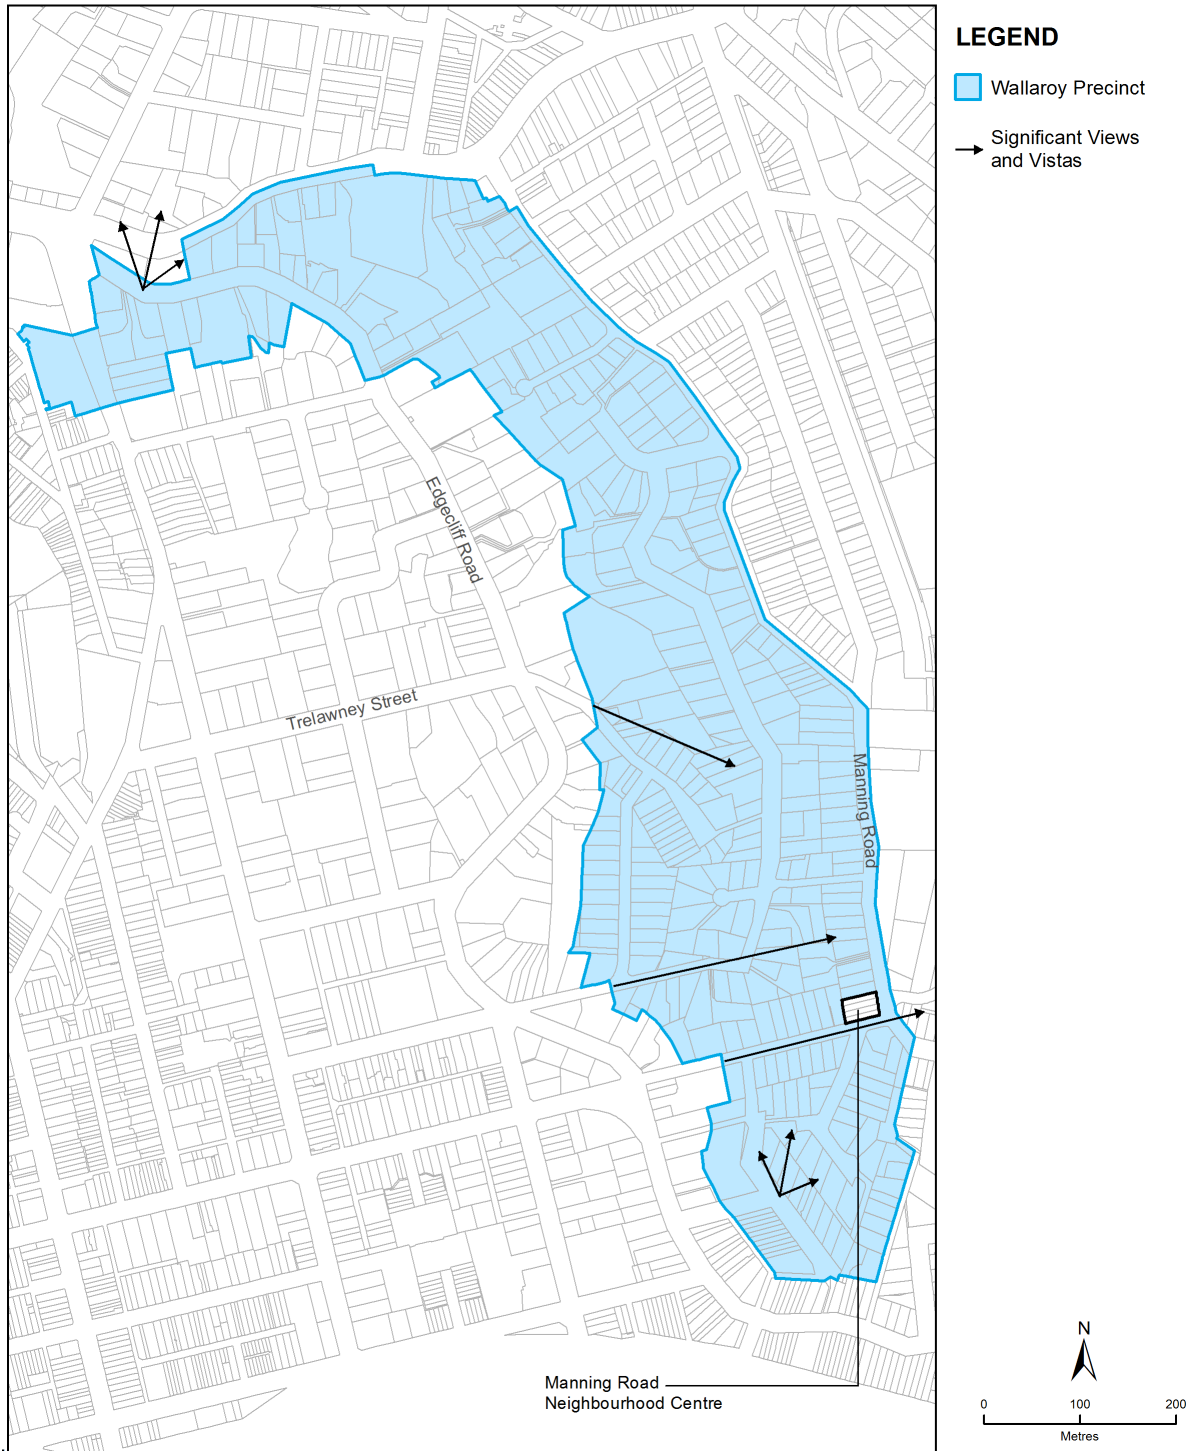 LEGEND
Wallaroy Precinct
Significant Views
and Vistas
Edgecliff Road
Trelawney Street
Manning Road
Manning Road
Neighbourhood Centre
N
0 100 200
Metres